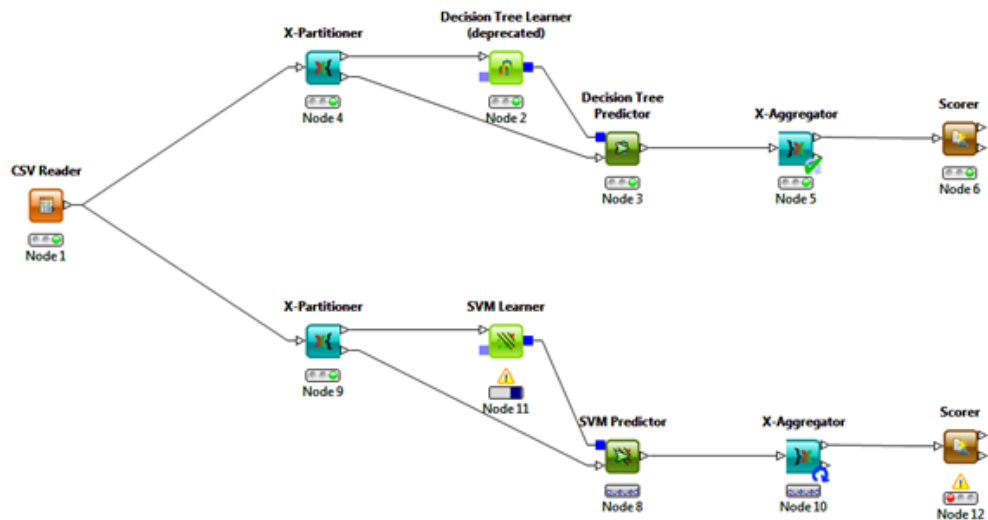 Decision Tree Learner
(deprecated)
X-Partitioner
Node 4
Node 2
Decision Tree
Predictor
X-Aggregator
Scorer
Node 3
Node 5
Node 6
CSV Reader
Node 1
X-Partitioner
SVM Learner
Node 9
Node 11
SVM Predictor
X-Aggregator
Scorer
queued
Node 8
queued
Node 10
Node 12